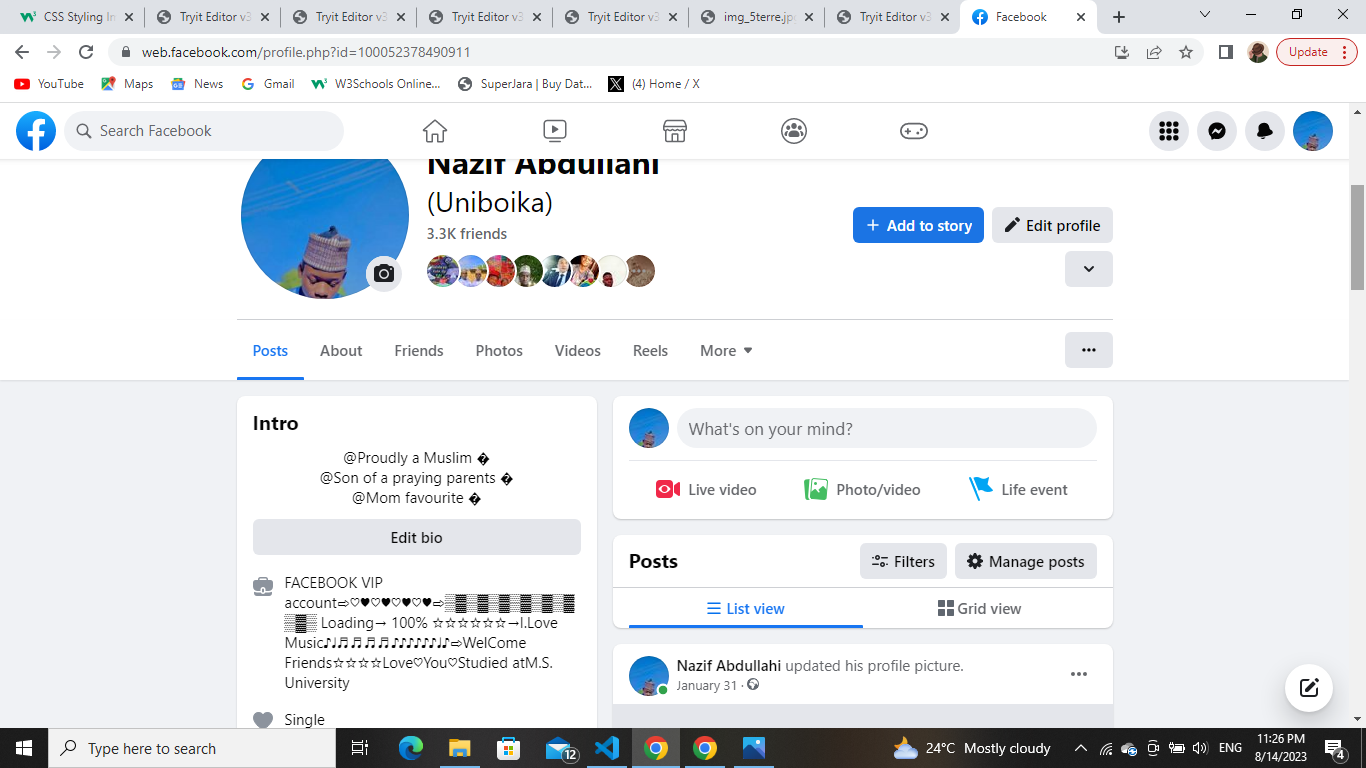 CSS Styling Im
Tryit Editor v3
Tryit Editor v3
Tryit Editor v3
Tryit Editor v3
img_5terre.jp
Tryit Editor v3
Facebook
web.facebook.com/profile.php?id=100052378490911
Update
YouTube
Maps
News
Gmail
W3Schools Online...
SuperJara | Buy Dat...
(4) Home / X
Search Facebook
Nazif Abdullahi
(Uniboika)
3.3K friends
+ Add to story
Edit profile
Posts
About
Friends
Photos
Videos
Reels
More
Intro
@Proudly a Muslim �
@Son of a praying parents �
@Mom favourite �
Edit bio
FACEBOOK VIP
account⇨♡♥♡♥♡♥♡♥⇨▒▓▒▓▒▓▒▓▒▓▒▓
▒▓▒ Loading→ 100% ☆☆☆☆☆☆→I.Love
Music♪♩♬♬♬♬♪♪♪♪♪♩♪⇨WelCome
Friends☆☆☆☆Love♡You♡Studied atM.S.
University
Single
What's on your mind?
Live video
Photo/video
Life event
Posts
Filters
Manage posts
List view
Grid view
Nazif Abdullahi updated his profile picture.
January 31 ·
Type here to search
12
24°C Mostly cloudy
ENG
11:26 PM
8/14/2023
4